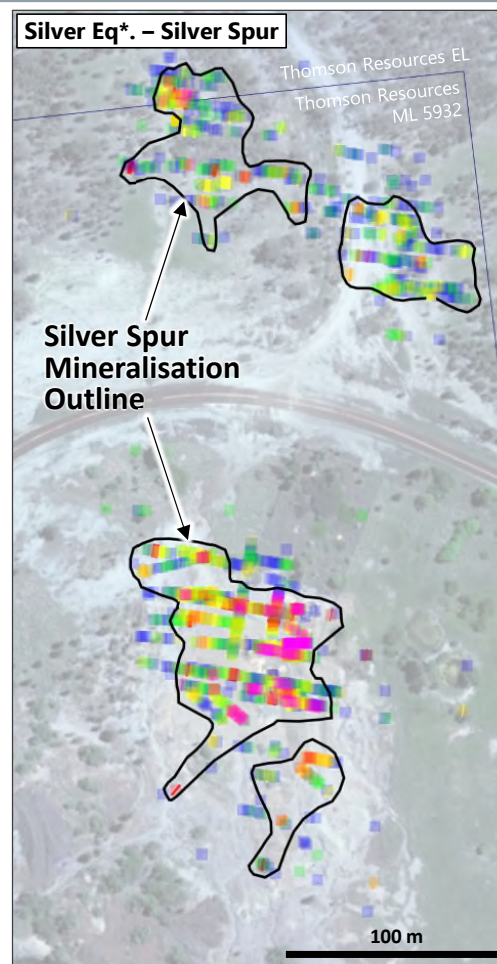 Silver Eq*. – Silver Spur
Thomson Resources EL
Thomson Resources
ML 5932
Silver Spur
Mineralisation
Outline
100 m